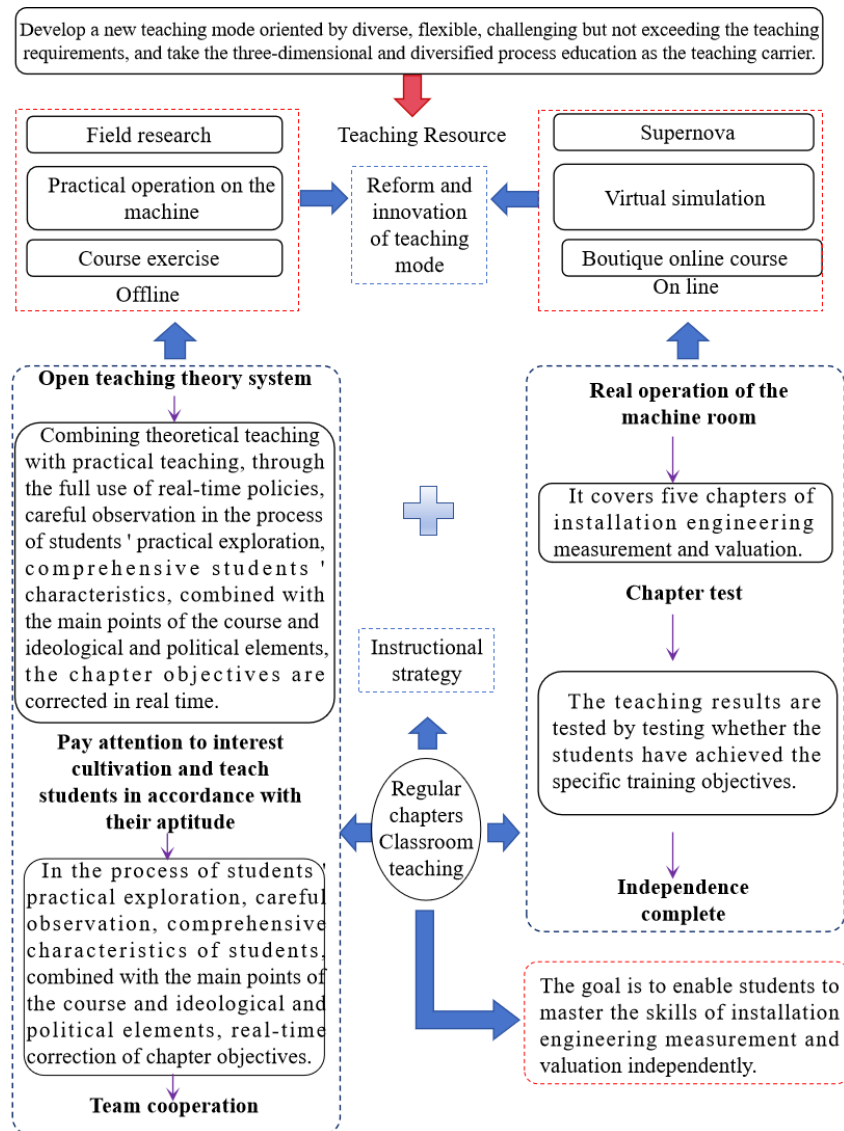 Develop a new teaching mode oriented by diverse, flexible, challenging but not exceeding the teaching
requirements, and take the three-dimensional and diversified process education as the teaching carrier.
Field research
Practical operation on the
machine
Course exercise
Offline
Teaching Resource
Reform and
innovation
of teaching
mode
Supernova
Virtual simulation
Boutique online course
On line
Open teaching theory system
Combining theoretical teaching
with practical teaching, through
the full use of real-time policies,
careful observation in the process
of students ' practical exploration,
comprehensive students '
characteristics, combined with
the main points of the course and
ideological and political elements,
the chapter objectives are
corrected in real time.
Pay attention to interest
cultivation and teach
students in accordance with
their aptitude
In the process of students '
practical exploration, careful
observation, comprehensive
characteristics of students,
combined with the main points of
the course and ideological and
political elements, real-time
correction of chapter objectives.
Team cooperation
Instructional
strategy
Regular
chapters
Classroom
teaching
Real operation of the
machine room
It covers five chapters of
installation engineering
measurement and valuation.
Chapter test
The teaching results are
tested by testing whether the
students have achieved the
specific training objectives.
Independence
complete
The goal is to enable students to
master the skills of installation
engineering measurement and
valuation independently.